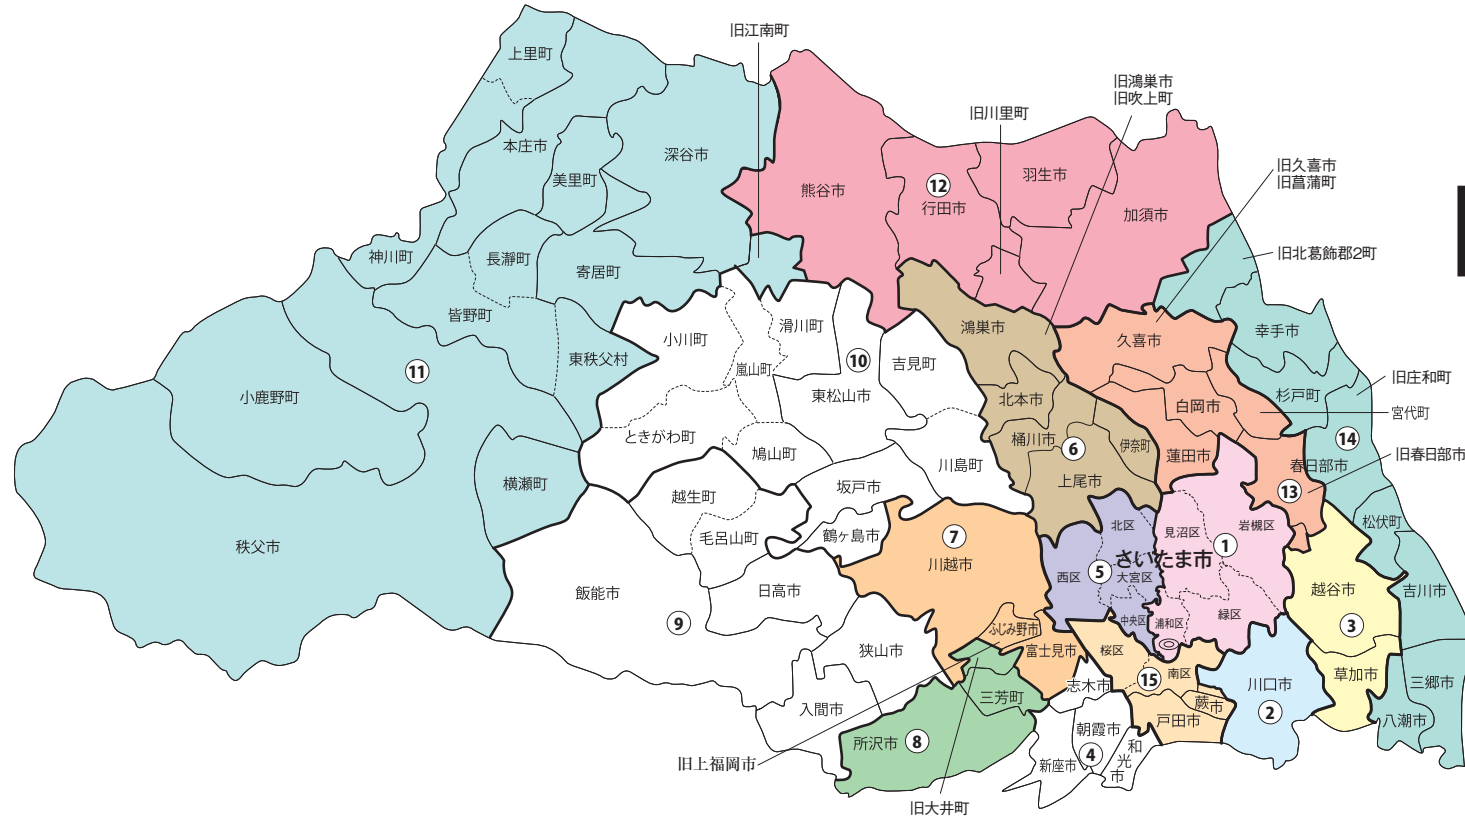 旧江南町
上里町
旧鴻巣市
旧吹上町
旧川里町
本庄市
深谷市
美里町
熊谷市
⑫
行田市
羽生市
加須市
旧久喜市
旧菖蒲町
神川町
長瀞町
寄居町
旧北葛飾郡2町
皆野町
東秩父村
小川町
滑川町
嵐山町
⑩
吉見町
鴻巣市
久喜市
幸手市
⑪
小鹿野町
東松山市
北本市
白岡市
杉戸町
旧庄和町
宮代町
ときがわ町
鳩山町
川島町
桶川市
⑥
伊奈町
蓮田市
⑭
旧春日部市
春日部市
横瀬町
越生町
坂戸市
上尾市
⑬
秩父市
毛呂山町
鶴ヶ島市
⑦
川越市
北区
見沼区
岩槻区
松伏町
さいたま市
①
西区
⑤
大宮区
飯能市
日高市
越谷市
吉川市
⑨
ふじみ野市
中央区
浦和区
緑区
③
狭山市
富士見市
桜区
南区
⑮
草加市
三郷市
志木市
川口市
②
入間市
三芳町
蕨市
戸田市
八潮市
所沢市
⑧
朝霞市
④
和光市
新座市
旧上福岡市
旧大井町